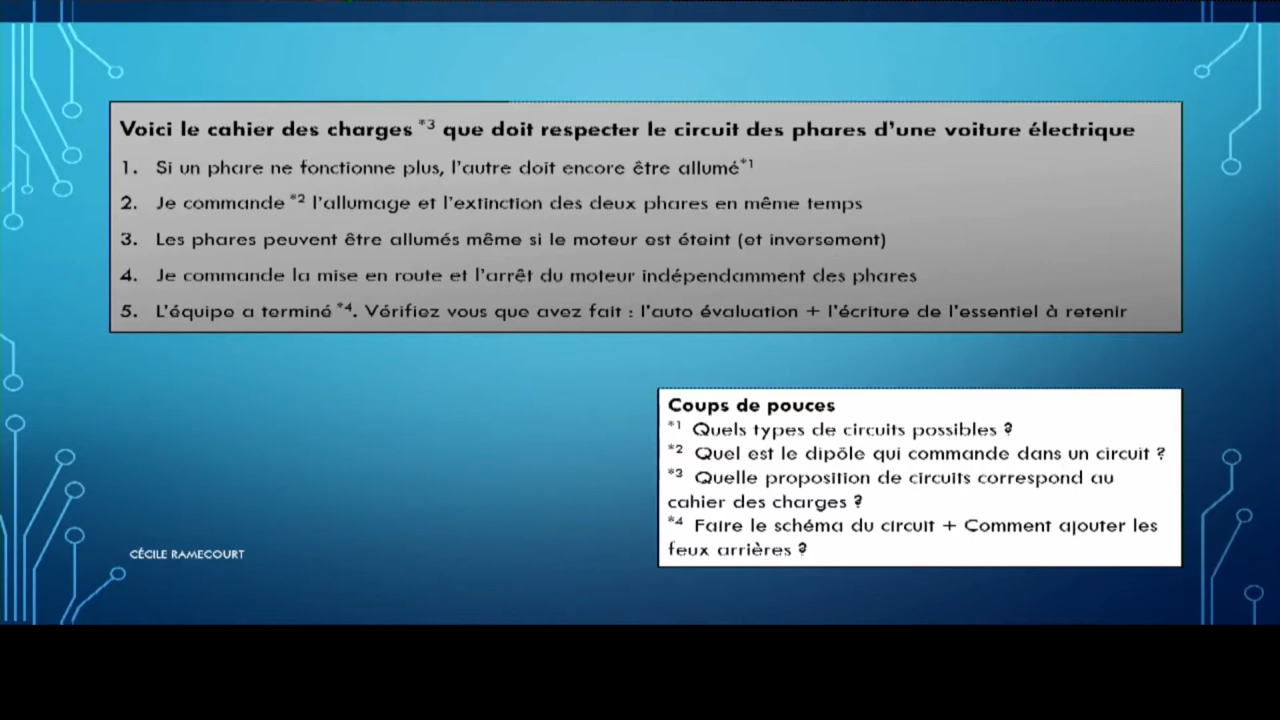 Voici le cahier des charges *3 que doit respecter le circuit des phares d'une voiture électrique
1. Si un phare ne fonctionne plus, l'autre doit encore être allumé*1
2. Je commande *2 l'allumage et l'extinction des deux phares en même temps
3. Les phares peuvent être allumés même si le moteur est éteint (et inversement)
4. Je commande la mise en route et l'arrêt du moteur indépendamment des phares
5. L'équipe a terminé *4. Vérifiez vous que avez fait : l'auto évaluation + l'écriture de l'essentiel à retenir
Coups de pouces
*1 Quels types de circuits possibles ?
*2 Quel est le dipôle qui commande dans un circuit ?
*3 Quelle proposition de circuits correspond au
cahier des charges ?
*4 Faire le schéma du circuit + Comment ajouter les
feux arrières ?
CÉCILE RAMECOURT